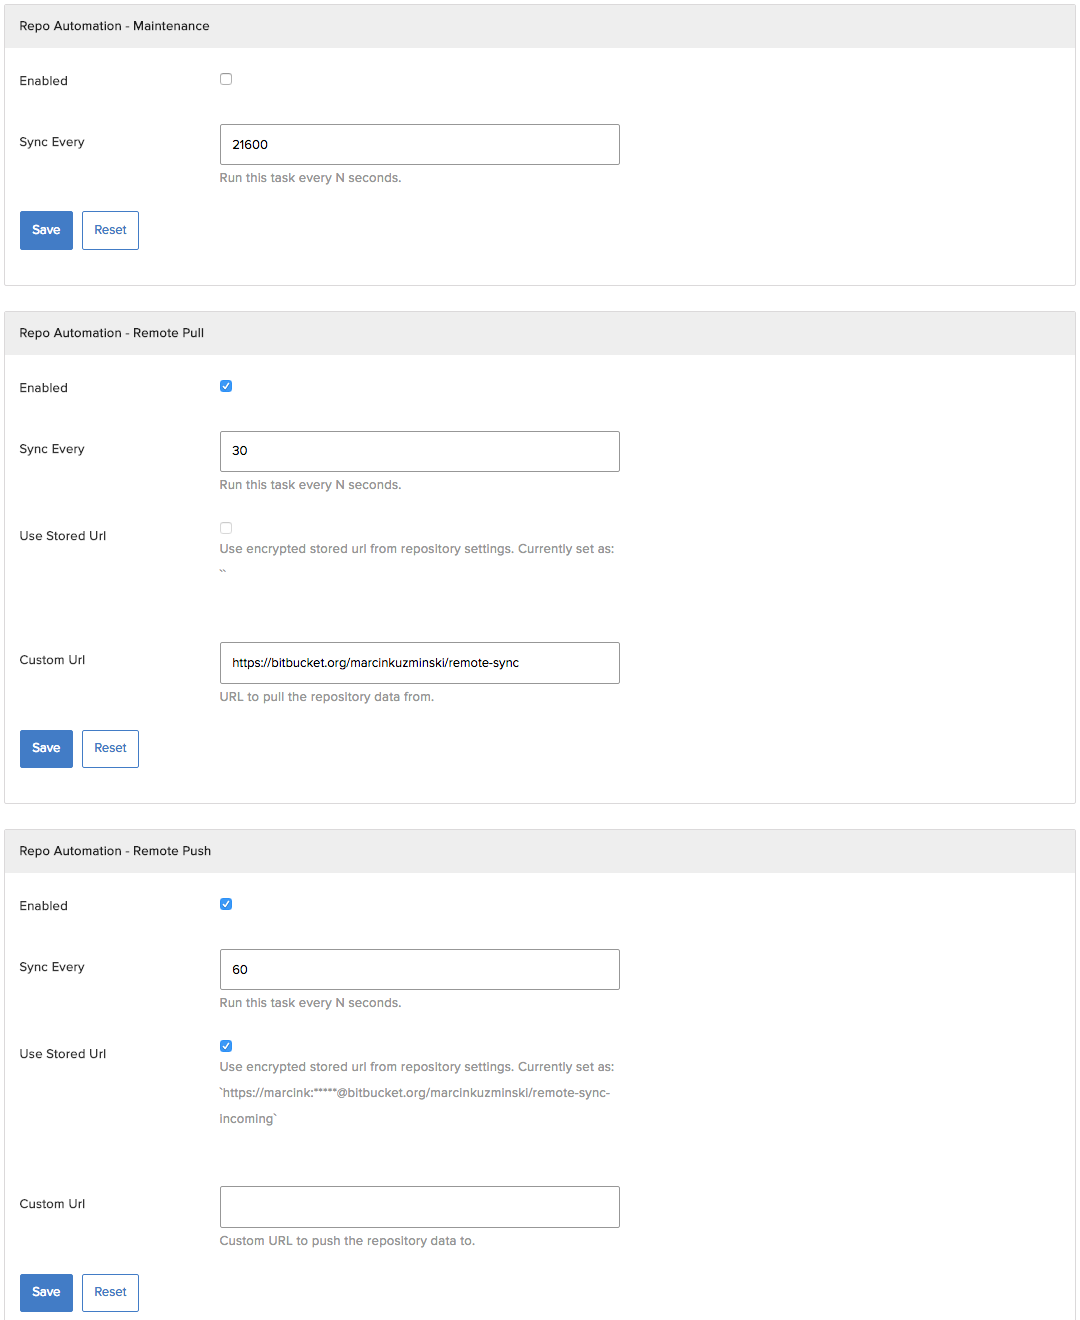 Repo Automation - Maintenance
Enabled
Sync Every
21600
Run this task every N seconds.
Save Reset
Repo Automation - Remote Pull
Enabled
Sync Every
30
Run this task every N seconds.
Use Stored Url
Use encrypted stored url from repository settings. Currently set as:
``
Custom Url
https://bitbucket.org/marcinkuzminski/remote-sync
URL to pull the repository data from.
Save Reset
Repo Automation - Remote Push
Enabled
Sync Every
60
Run this task every N seconds.
Use Stored Url
Use encrypted stored url from repository settings. Currently set as:
`https://marcink:*****@bitbucket.org/marcinkuzminski/remote-sync-
incoming`
Custom Url
Custom URL to push the repository data to.
Save Reset